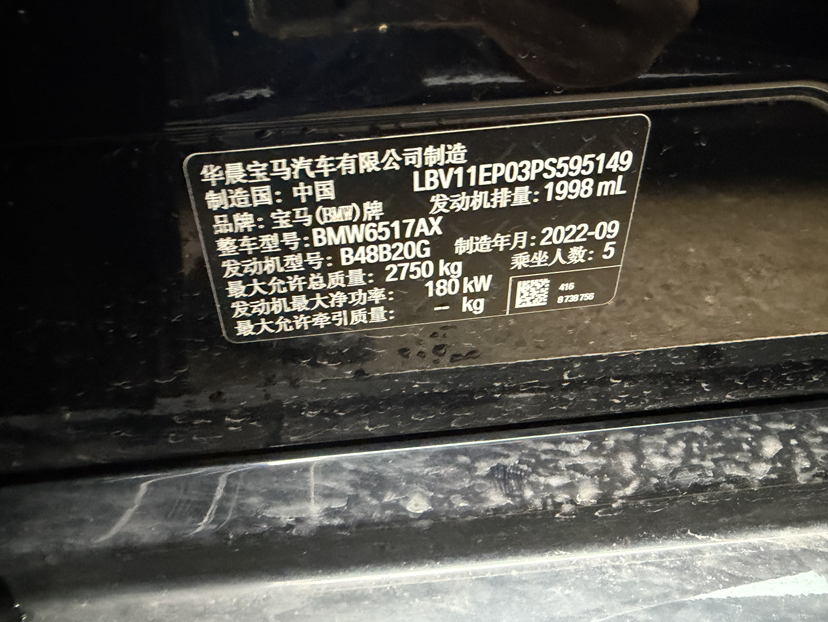 华晨宝马汽车有限公司制造
制造国：中国 LBV11EP03PS595149
品牌：宝马(BMW)牌 发动机排量：1998 mL
整车型号：BMW6517AX
发动机型号：B48B20G 制造年月：2022-09
最大允许总质量：2750 kg 乘坐人数：5
发动机最大净功率：180 kW
最大允许牵引质量：-- kg
416
8 738 756